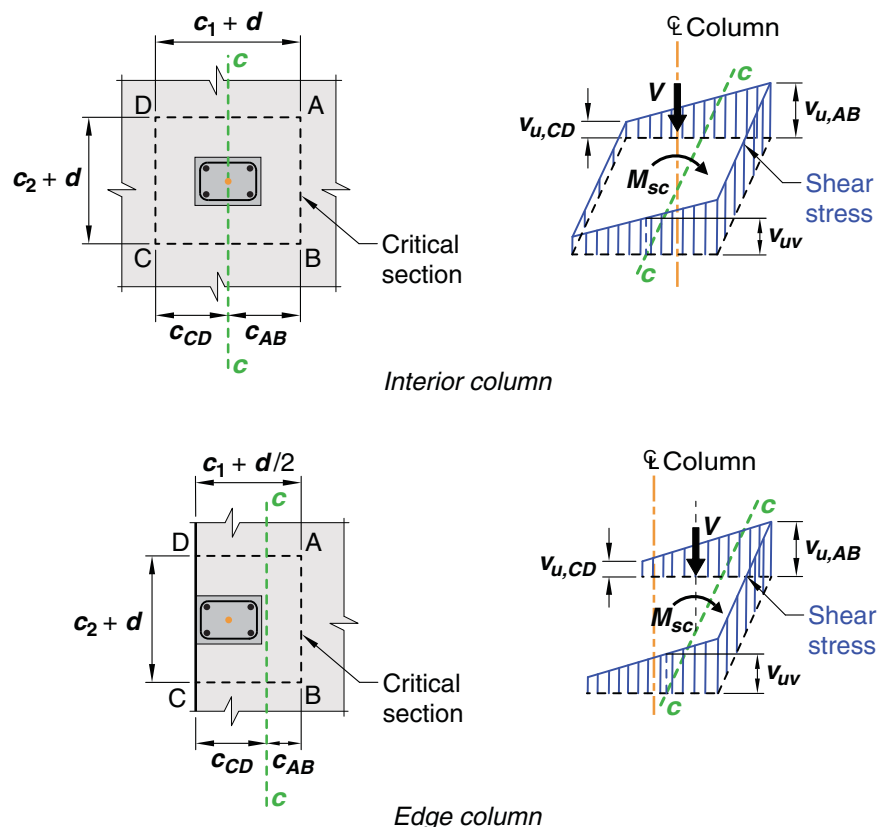 c1 + d
c
D
A
c2 + d
C
B
Critical
section
cCD
cAB
c
℄ Column
c
V
vu,CD
vu,AB
Msc
Shear
stress
vuv
c
Interior column
c1 + d/2
c
D
A
c2 + d
C
B
Critical
section
cCD
cAB
c
℄ Column
c
V
vu,CD
vu,AB
Msc
Shear
stress
vuv
c
Edge column